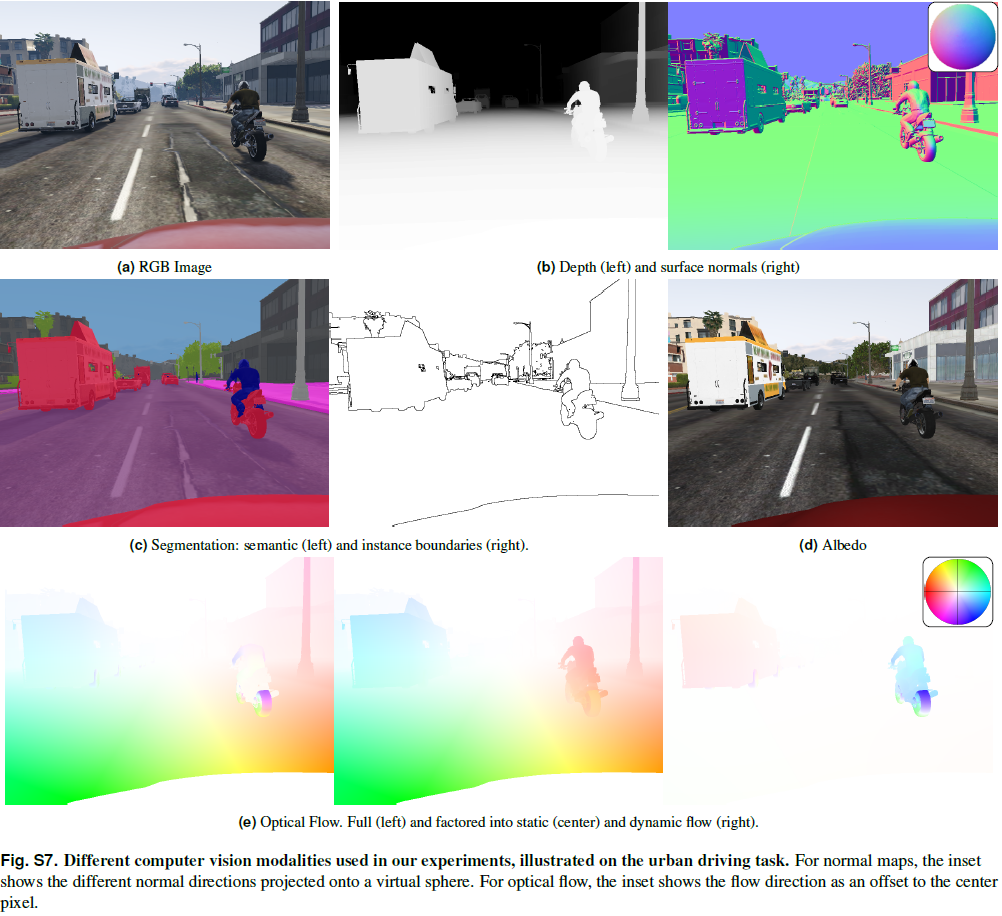 (a) RGB Image
(b) Depth (left) and surface normals (right)
(c) Segmentation: semantic (left) and instance boundaries (right).
(d) Albedo
(e) Optical Flow. Full (left) and factored into static (center) and dynamic flow (right).
Fig. S7. Different computer vision modalities used in our experiments, illustrated on the urban driving task. For normal maps, the inset
shows the different normal directions projected onto a virtual sphere. For optical flow, the inset shows the flow direction as an offset to the center
pixel.